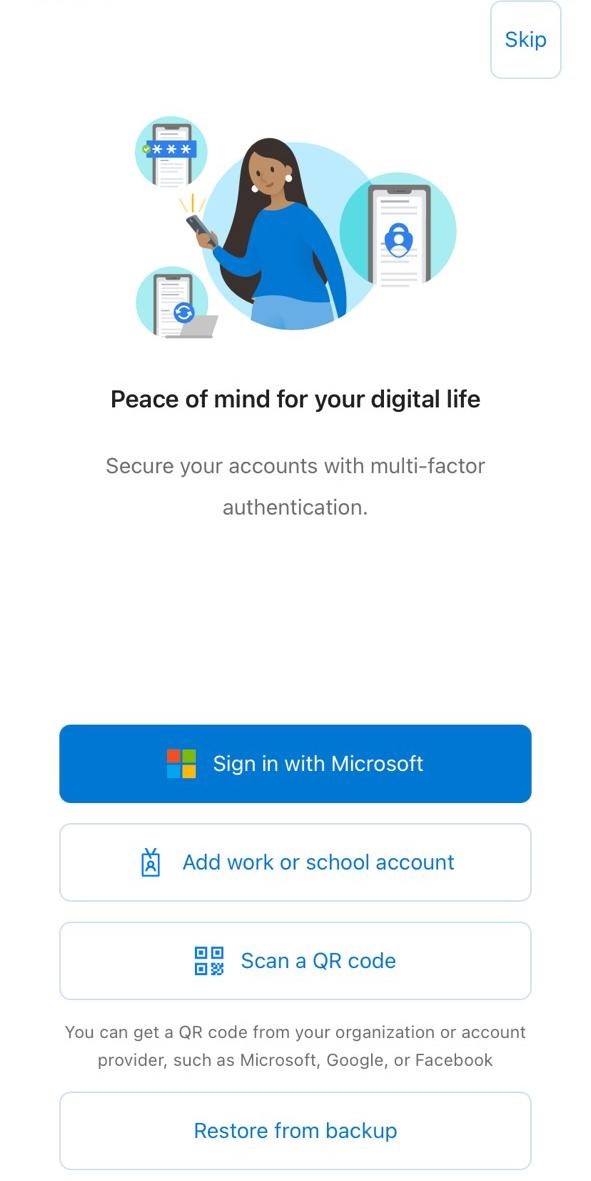 Skip
***
Peace of mind for your digital life
Secure your accounts with multi-factor
authentication.
Sign in with Microsoft
Add work or school account
Scan a QR code
You can get a QR code from your organization or account
provider, such as Microsoft, Google, or Facebook
Restore from backup